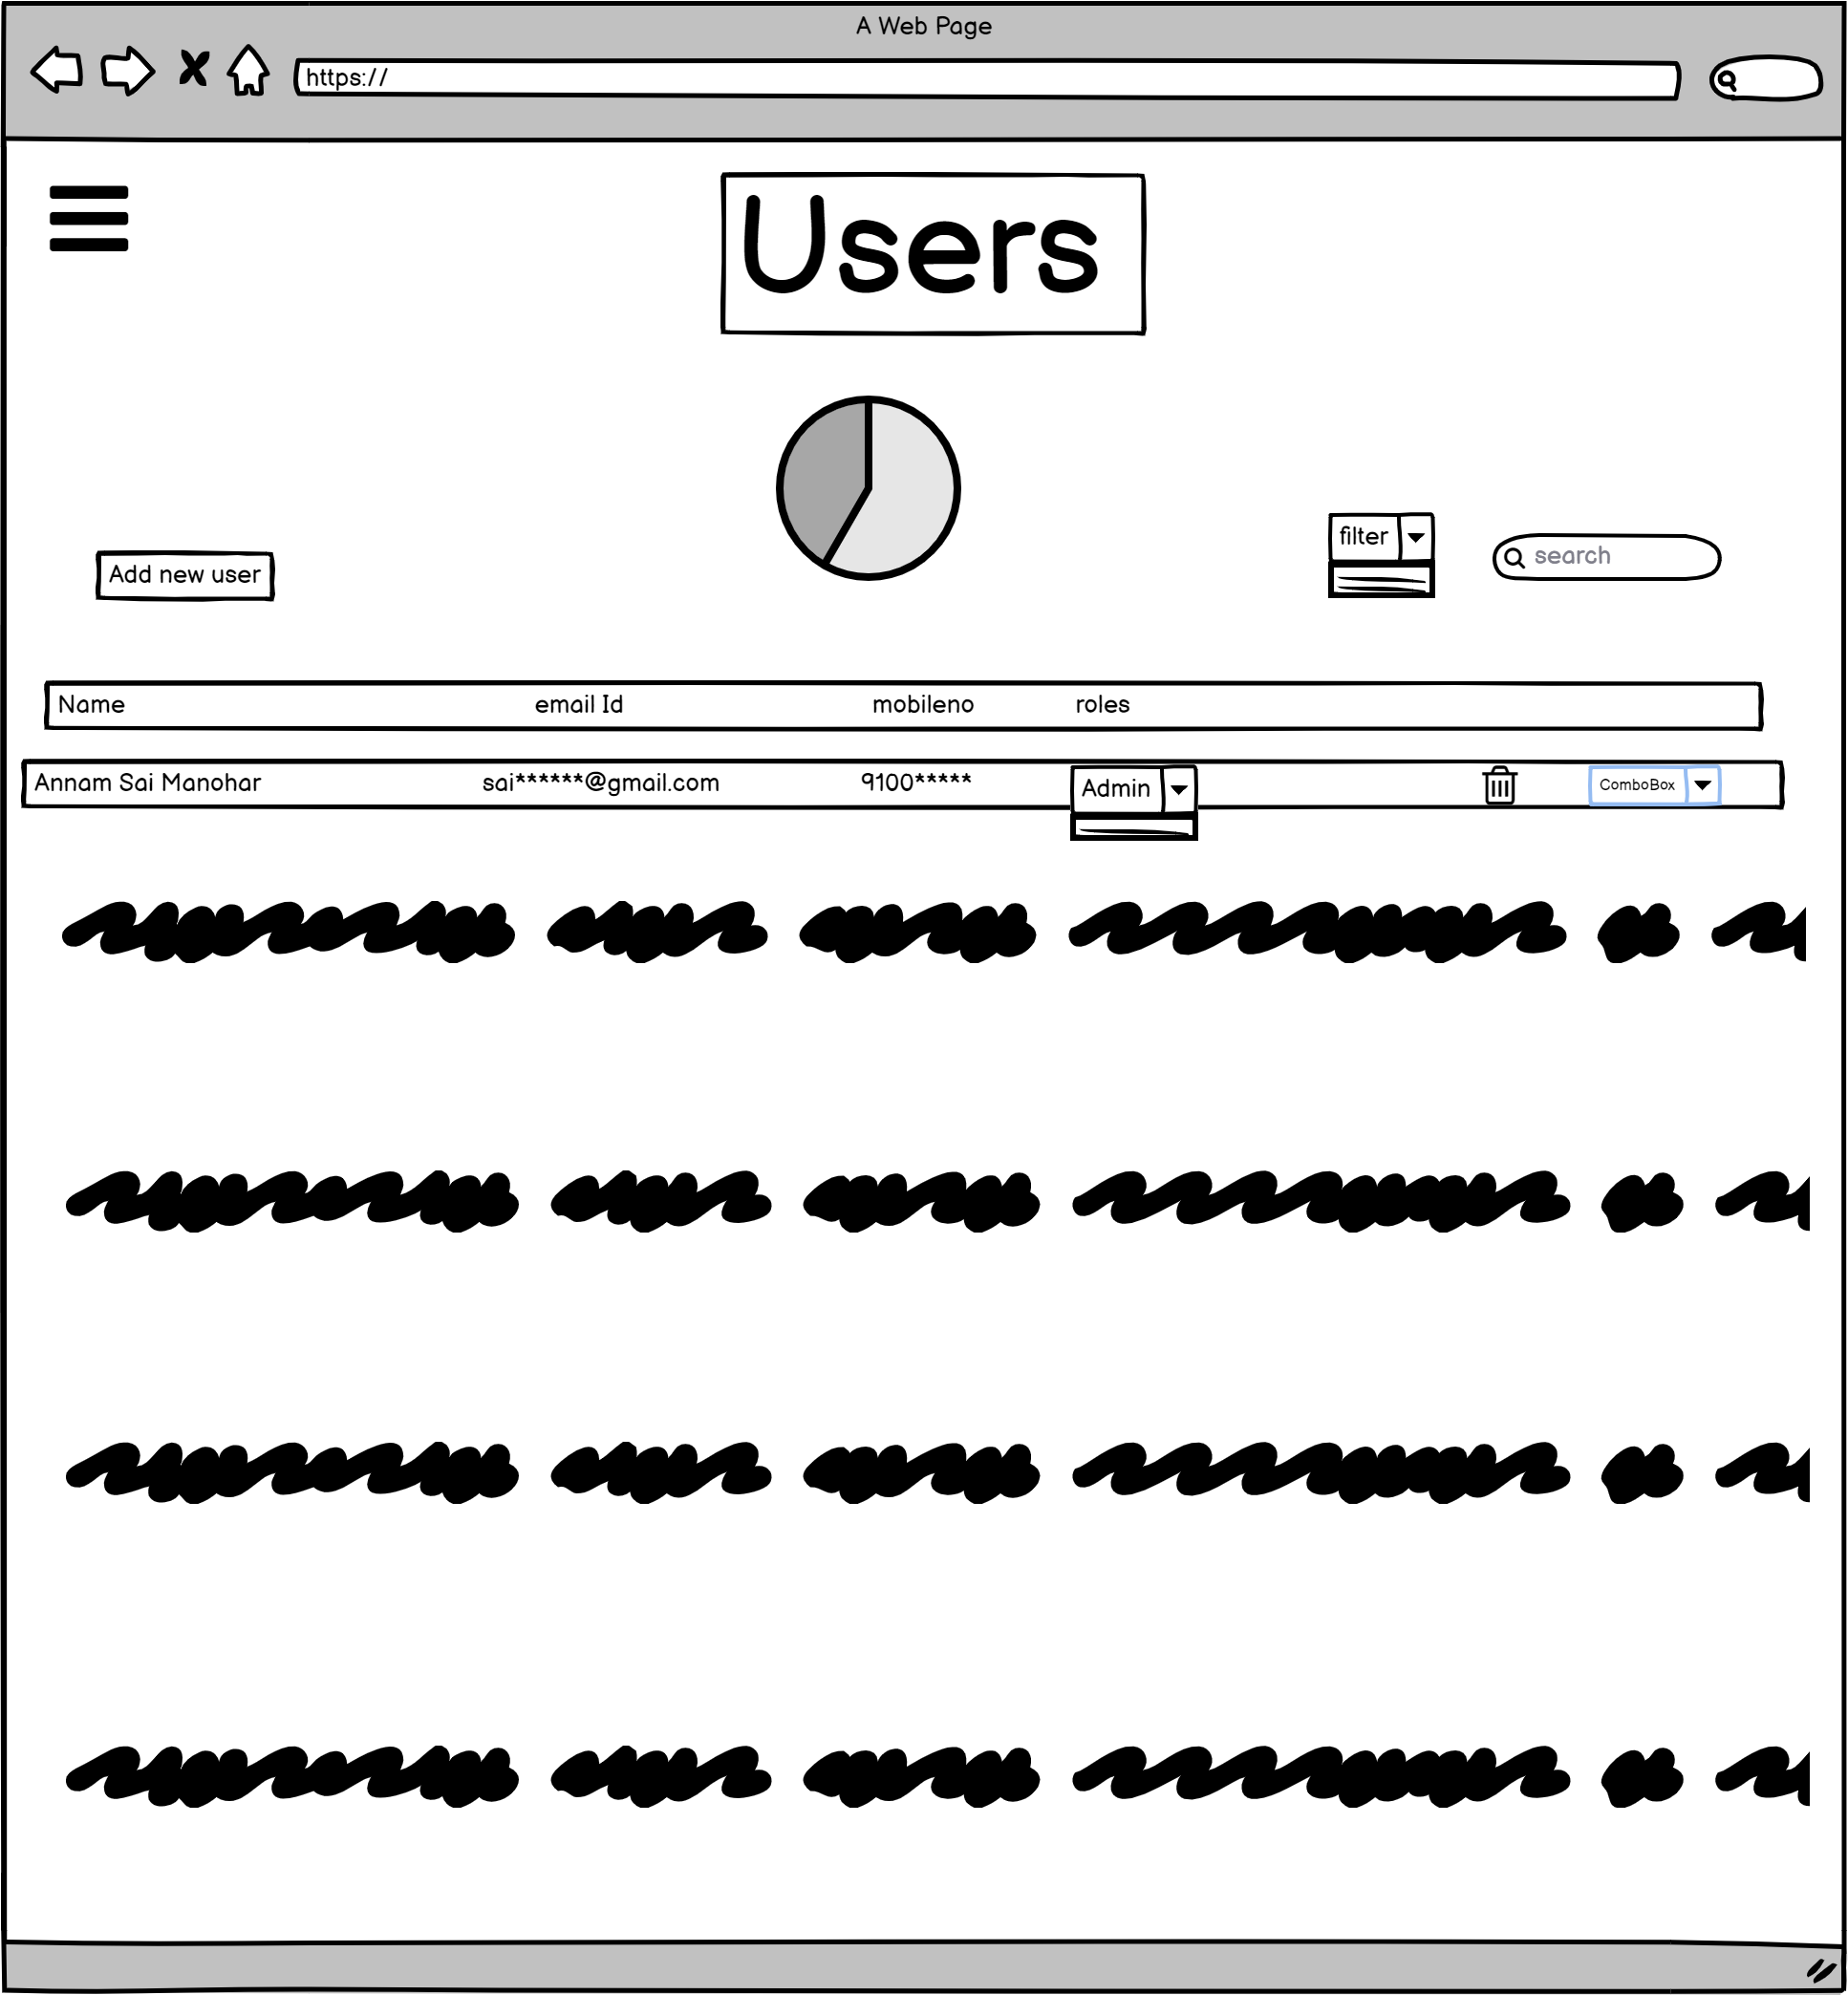 A Web Page
https://
Users
filter
search
Add new user
Name email Id mobileno roles
Annam Sai Manohar sai******@gmail.com 9100***** Admin ComboBox